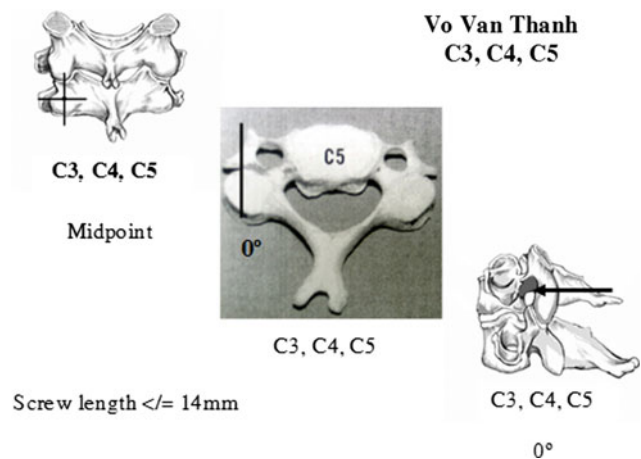 Vo Van Thanh
C3, C4, C5
C3, C4, C5
Midpoint
C5
0°
C3, C4, C5
Screw length </= 14mm
C3, C4, C5
0°